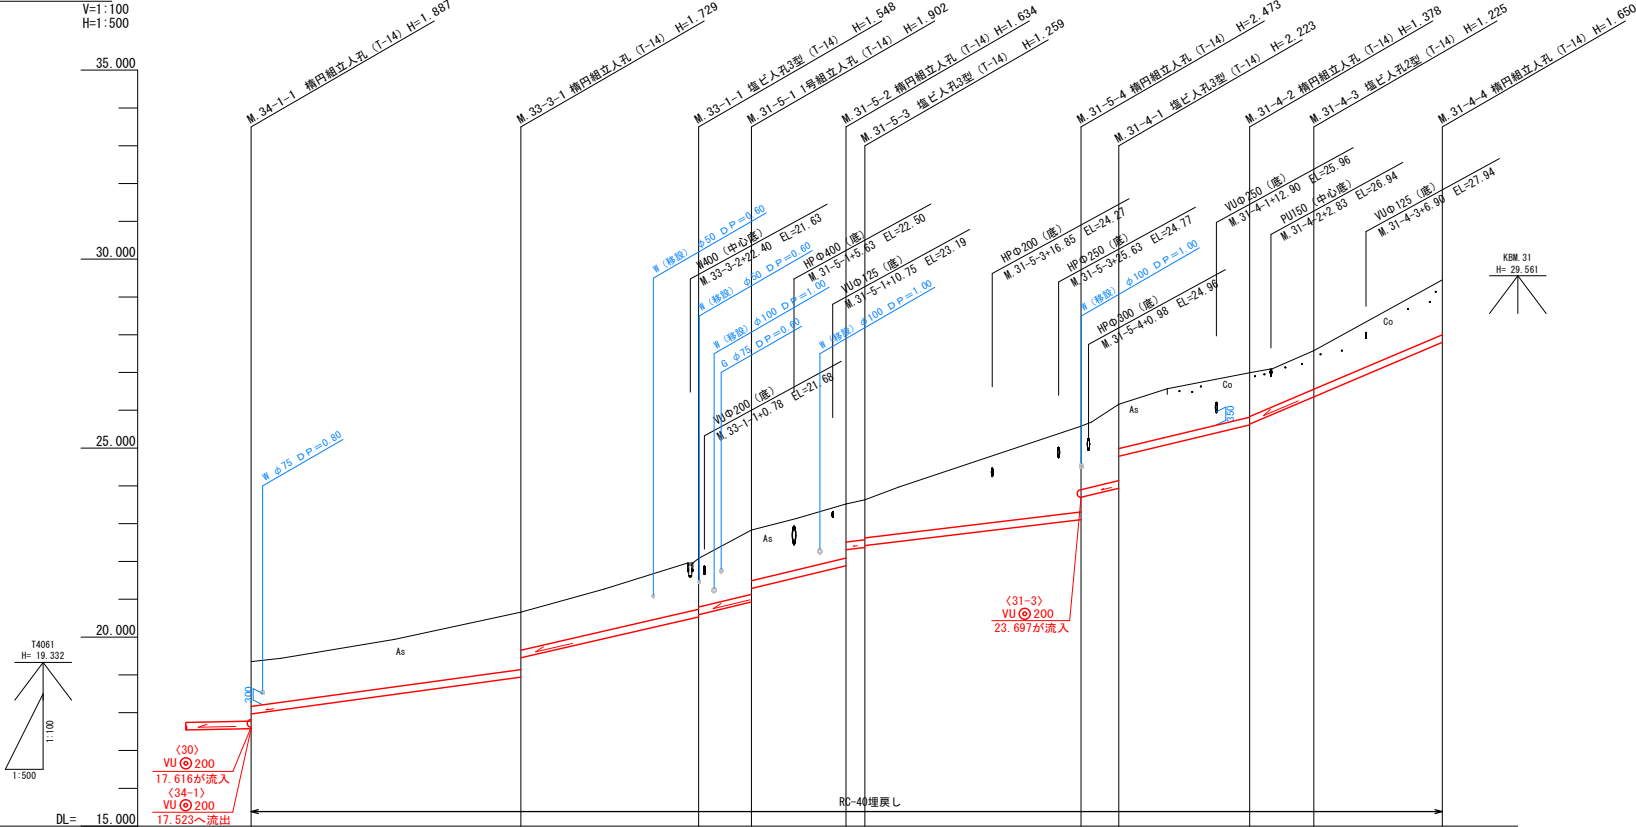 V=1:100
H=1:500
M.34-1-1 楕円組立人孔 (T-14) H=1.887
M.33-3-1 楕円組立人孔 (T-14) H=1.729
M.33-1-1 塩ビ人孔3型 (T-14) H=1.548
M.31-5-1 1号組立人孔 (T-14) H=1.902
M.31-5-2 楕円組立人孔 (T-14) H=1.634
M.31-5-3 塩ビ人孔3型 (T-14) H=1.259
M.31-5-4 楕円組立人孔 (T-14) H=2.473
M.31-4-1 塩ビ人孔3型 (T-14) H=2.223
M.31-4-2 楕円組立人孔 (T-14) H=1.378
M.31-4-3 塩ビ人孔2型 (T-14) H=1.225
M.31-4-4 楕円組立人孔 (T-14) H=1.650
35.000
30.000
25.000
20.000
DL= 15.000
W φ75 DP=0.80
W (移設) φ50 DP=0.60
W400 (中心底)
M.33-3-2+22.40 EL=21.63
W (移設) φ50 DP=0.60
W (移設) φ100 DP=1.00
G φ75 DP=0.60
VUΦ200 (底)
M.33-1-1+0.78 EL=21.68
HPΦ400 (底)
M.31-5-1+5.63 EL=22.50
VUΦ125 (底)
M.31-5-1+10.75 EL=23.19
W (移設) φ100 DP=1.00
HPΦ200 (底)
M.31-5-3+16.85 EL=24.27
HPΦ250 (底)
M.31-5-3+25.63 EL=24.77
W (移設) φ100 DP=1.00
HPΦ300 (底)
M.31-5-4+0.98 EL=24.96
VUΦ250 (底)
M.31-4-1+12.90 EL=25.96
PU150 (中心底)
M.31-4-2+2.83 EL=26.94
VUΦ125 (底)
M.31-4-3+6.90 EL=27.94
KBM.31
H= 29.561
Co
Co
As
350
As
As
T4061
H= 19.332
1:100
1:500
300
〈31-3〉
VU◎200
23.697が流入
〈30〉
VU◎200
17.616が流入
〈34-1〉
VU◎200
17.523へ流出
RC-40埋戻し